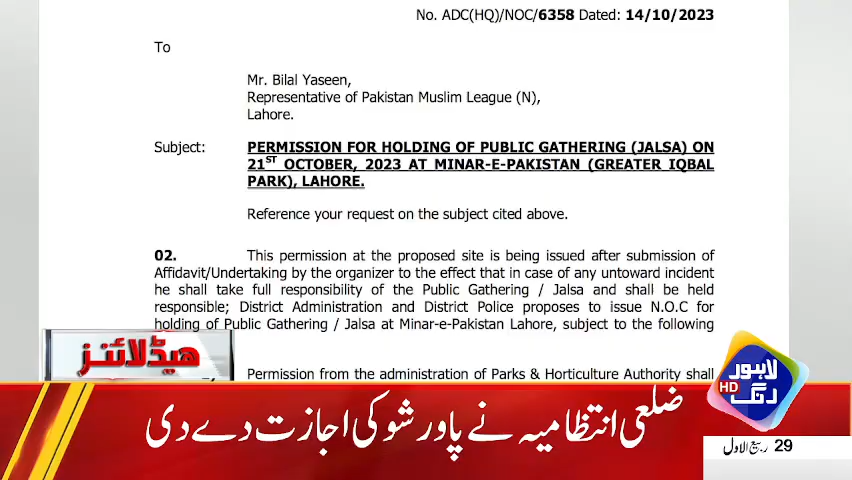 No. ADC(HQ)/NOC/6358 Dated: 14/10/2023
To
Mr. Bilal Yaseen,
Representative of Pakistan Muslim League (N),
Lahore.
Subject: PERMISSION FOR HOLDING OF PUBLIC GATHERING (JALSA) ON
21ST OCTOBER, 2023 AT MINAR-E-PAKISTAN (GREATER IQBAL
PARK), LAHORE.
Reference your request on the subject cited above.
02. This permission at the proposed site is being issued after submission of
Affidavit/Undertaking by the organizer to the effect that in case of any untoward incident
he shall take full responsibility of the Public Gathering / Jalsa and shall be held
responsible; District Administration and District Police proposes to issue N.O.C for
holding of Public Gathering / Jalsa at Minar-e-Pakistan Lahore, subject to the following
Permission from the administration of Parks & Horticulture Authority shall
ہیڈلائنز
لاہور
رنگ
HD
ضلعی انتظامیہ نے پاور شو کی اجازت دے دی
29 ربیع الاول